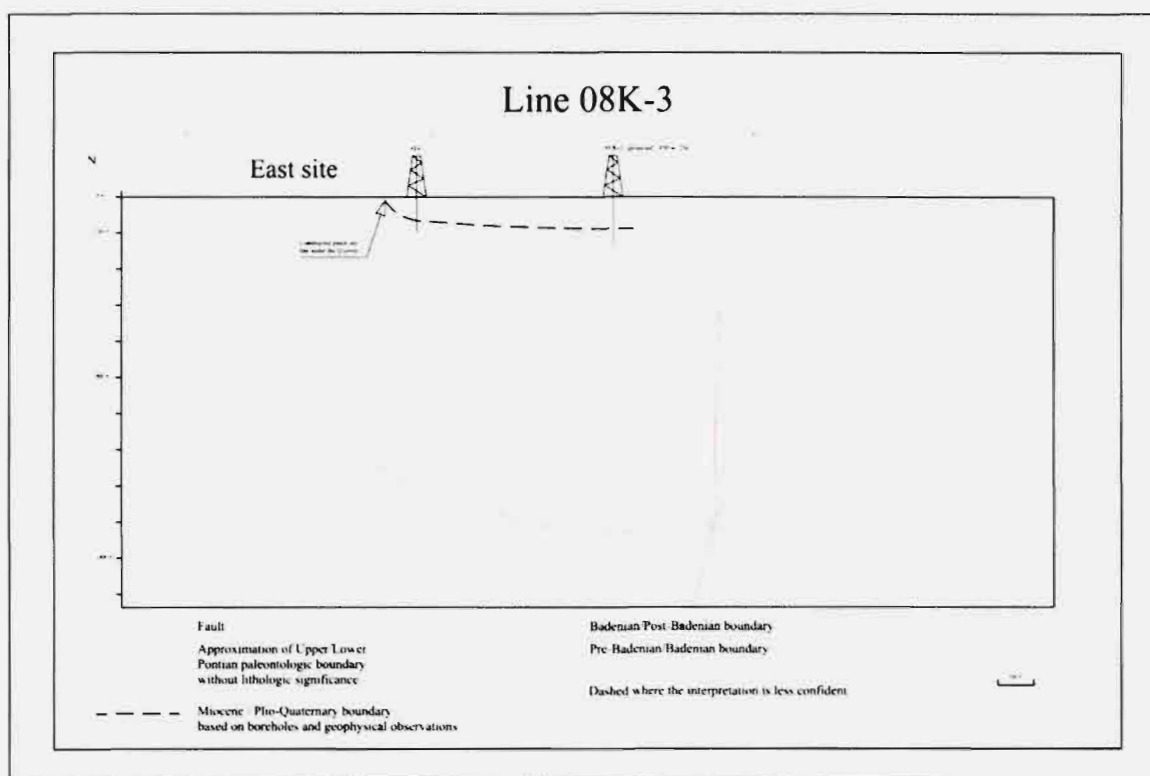 Line 08K-3
East site
Fault
Approximation of Upper Lower
Pontian paleontologic boundary
without lithologic significance
Miocene Plio-Quaternary boundary
based on boreholes and geophysical observations
Badenian/Post-Badenian boundary
Pre-Badenian/Badenian boundary
Dashed where the interpretation is less confident